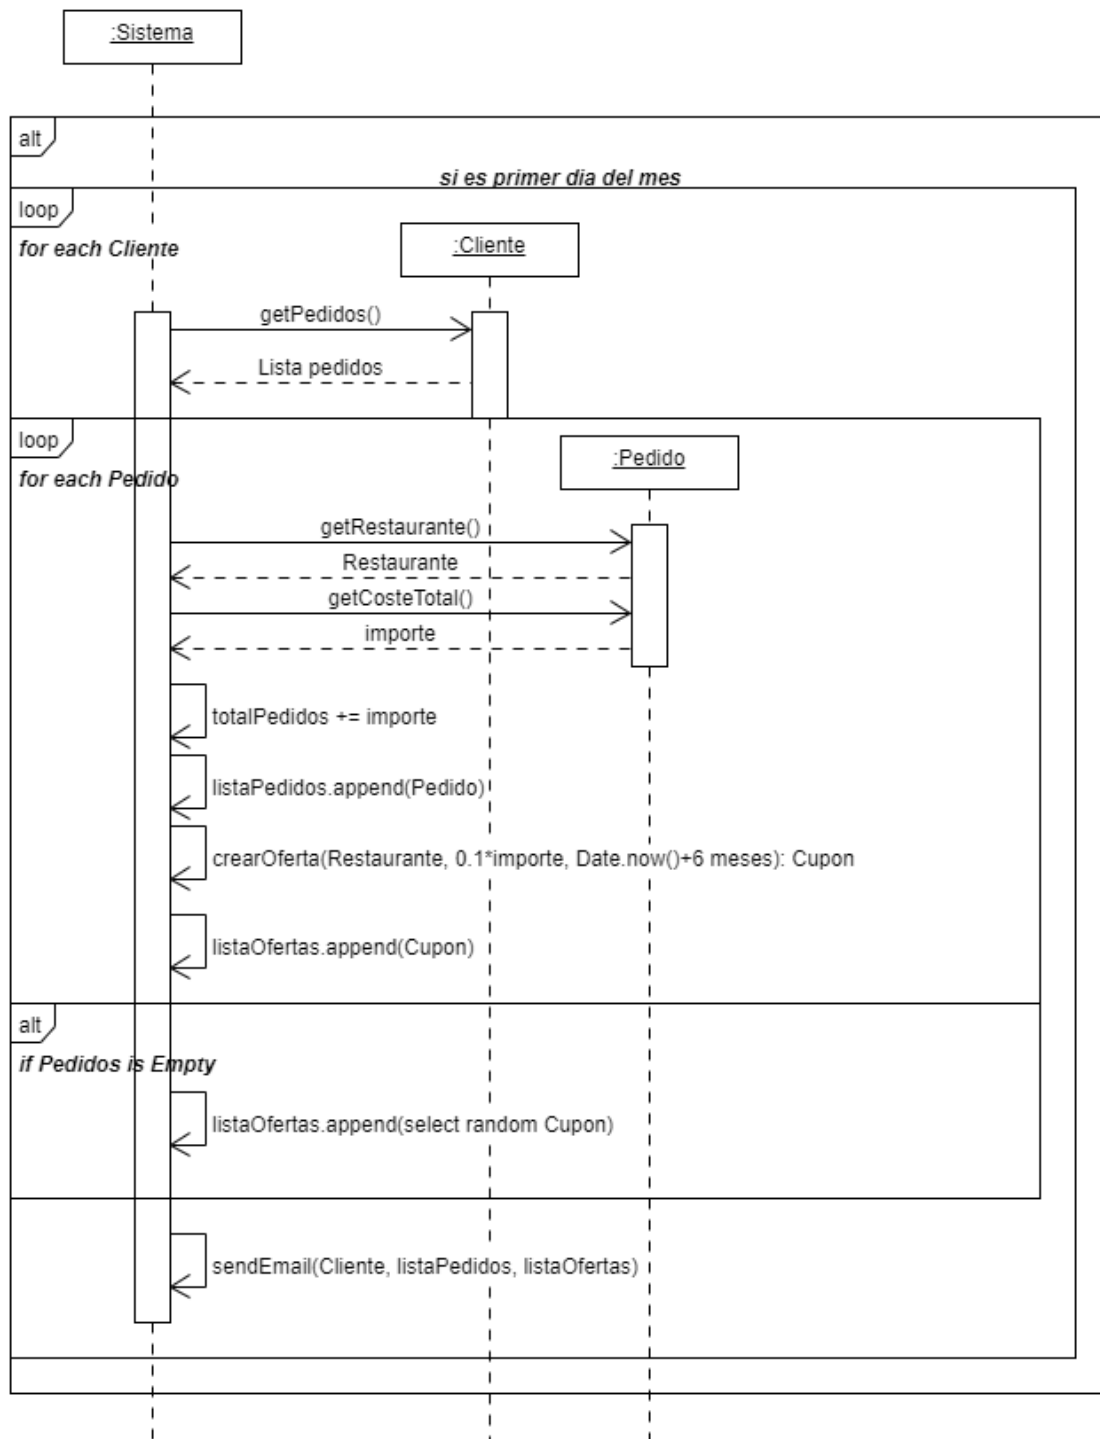 :Sistema
alt
si es primer dia del mes
loop
for each Cliente
:Cliente
getPedidos()
Lista pedidos
loop
for each Pedido
:Pedido
getRestaurante()
Restaurante
getCosteTotal()
importe
totalPedidos += importe
listaPedidos.append(Pedido)
crearOferta(Restaurante, 0.1*importe, Date.now()+6 meses): Cupon
listaOfertas.append(Cupon)
alt
if Pedidos is Empty
listaOfertas.append(select random Cupon)
sendEmail(Cliente, listaPedidos, listaOfertas)